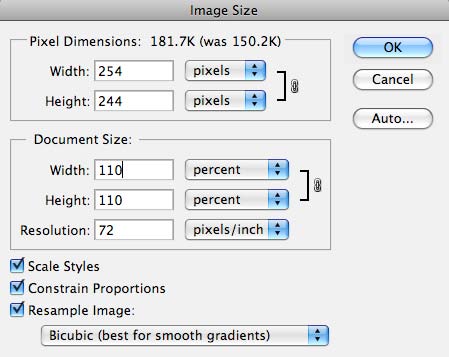 Image Size
Pixel Dimensions: 181.7K (was 150.2K)
OK
Width: 254 pixels
Cancel
Height: 244 pixels
Auto...
Document Size:
Width: 110 percent
Height: 110 percent
Resolution: 72 pixels/inch
Scale Styles
Constrain Proportions
Resample Image:
Bicubic (best for smooth gradients)